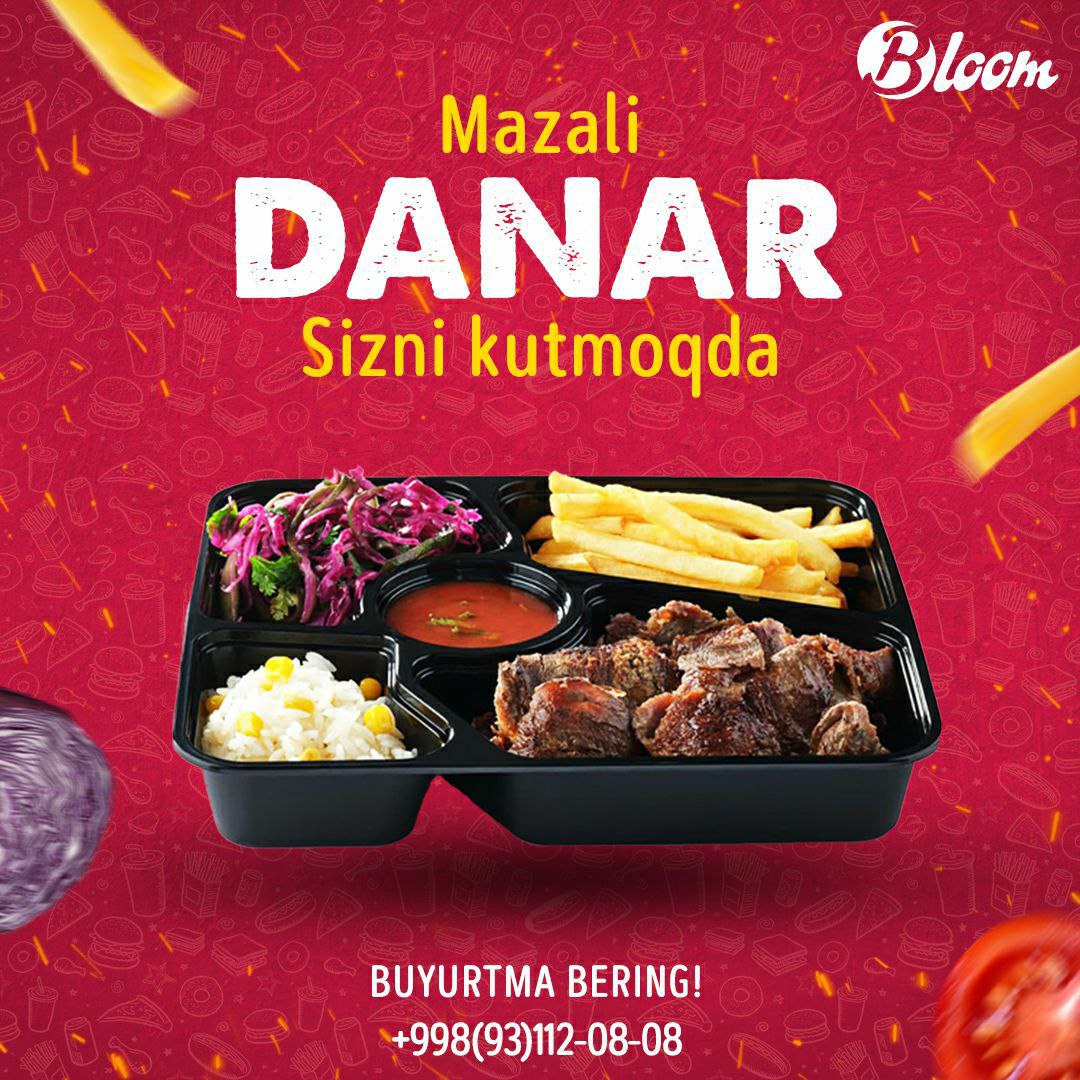 Bloom
Mazali
DANAR
Sizni kutmoqda
BUYURTMA BERING!
+998(93)112-08-08